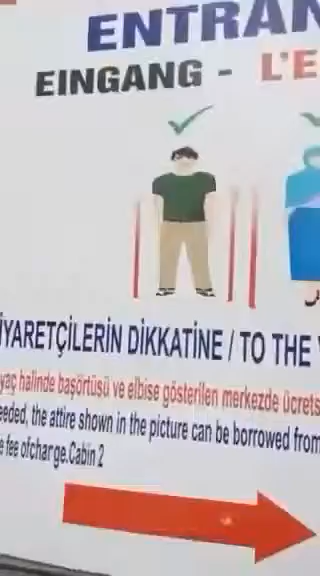 ENTRAN
EINGANG - L'E
İYARETÇİLERİN DİKKATİNE / TO THE V
yaç halinde başörtüsü ve elbise gösterilen merkezde ücrets
eeded, the attire shown in the picture can be borrowed from
e fee ofcharge.Cabin 2